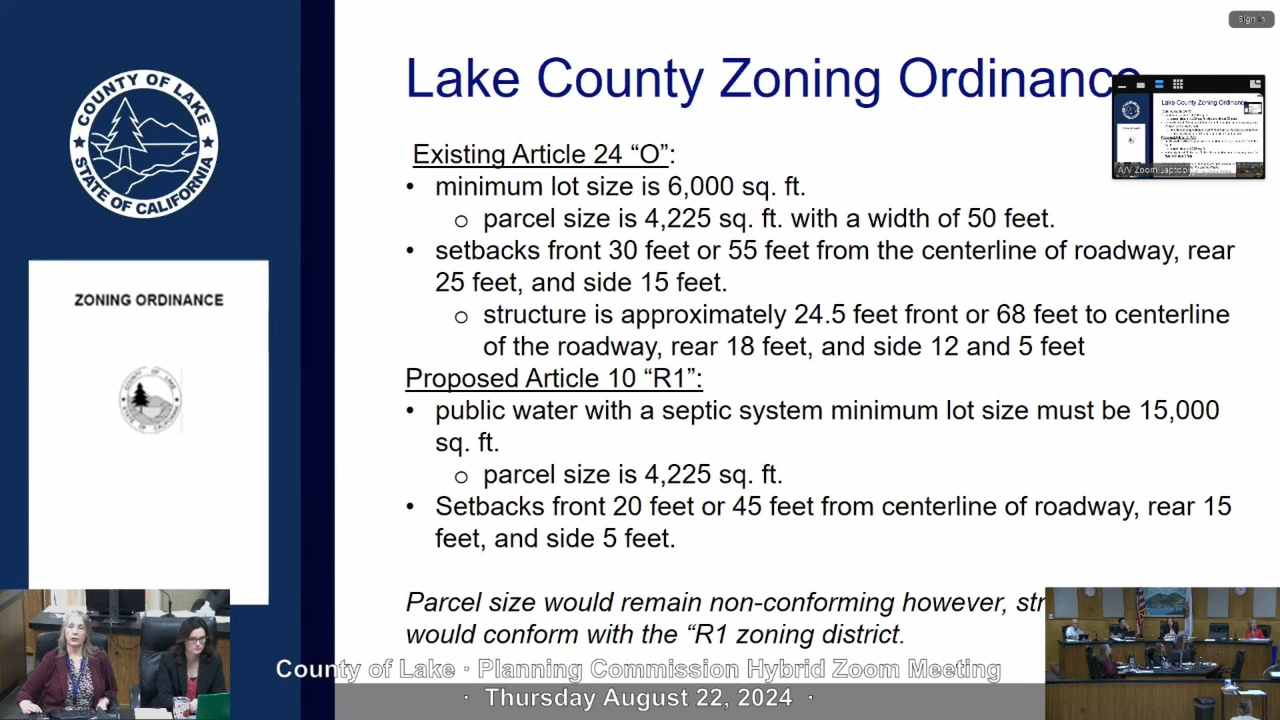 Sign in
COUNTY OF LAKE
STATE OF CALIFORNIA
Lake County Zoning Ordinance
Lake County Zoning Ordinance
A/V Zoom Laptop
Existing Article 24 “O”:
• minimum lot size is 6,000 sq. ft.
o parcel size is 4,225 sq. ft. with a width of 50 feet.
• setbacks front 30 feet or 55 feet from the centerline of roadway, rear
25 feet, and side 15 feet.
o structure is approximately 24.5 feet front or 68 feet to centerline
of the roadway, rear 18 feet, and side 12 and 5 feet
Proposed Article 10 “R1”:
• public water with a septic system minimum lot size must be 15,000
sq. ft.
o parcel size is 4,225 sq. ft.
• Setbacks front 20 feet or 45 feet from centerline of roadway, rear 15
feet, and side 5 feet.
Parcel size would remain non-conforming however, str
would conform with the “R1 zoning district.
ZONING ORDINANCE
County of Lake · Planning Commission Hybrid Zoom Meeting
· Thursday August 22, 2024 ·